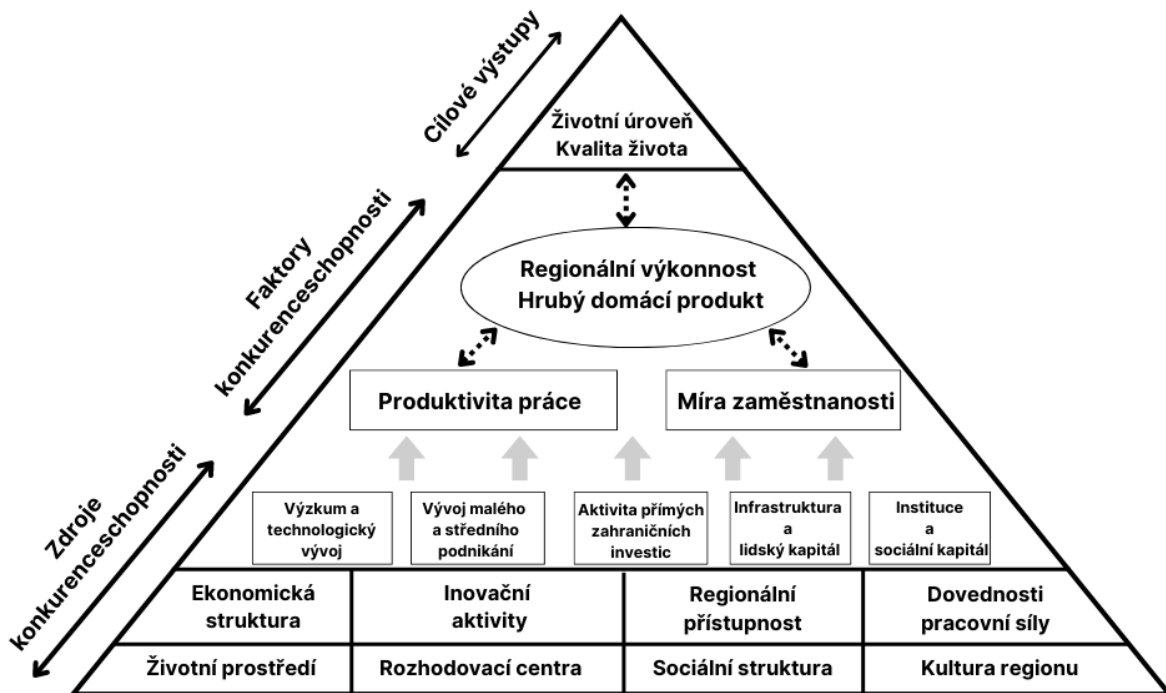 Cílové výstupy
Životní úroveň
Kvalita života
Faktory
konkurenceschopnosti
Regionální výkonnost
Hrubý domácí produkt
Produktivita práce
Míra zaměstnanosti
Zdroje
konkurenceschopnosti
Výzkum a
technologický
vývoj
Vývoj malého
a středního
podnikání
Aktivita přímých
zahraničních
investic
Infrastruktura
a
lidský kapitál
Instituce
a
sociální kapitál
Ekonomická
struktura
Inovační
aktivity
Regionální
přístupnost
Dovednosti
pracovní síly
Životní prostředí
Rozhodovací centra
Sociální struktura
Kultura regionu